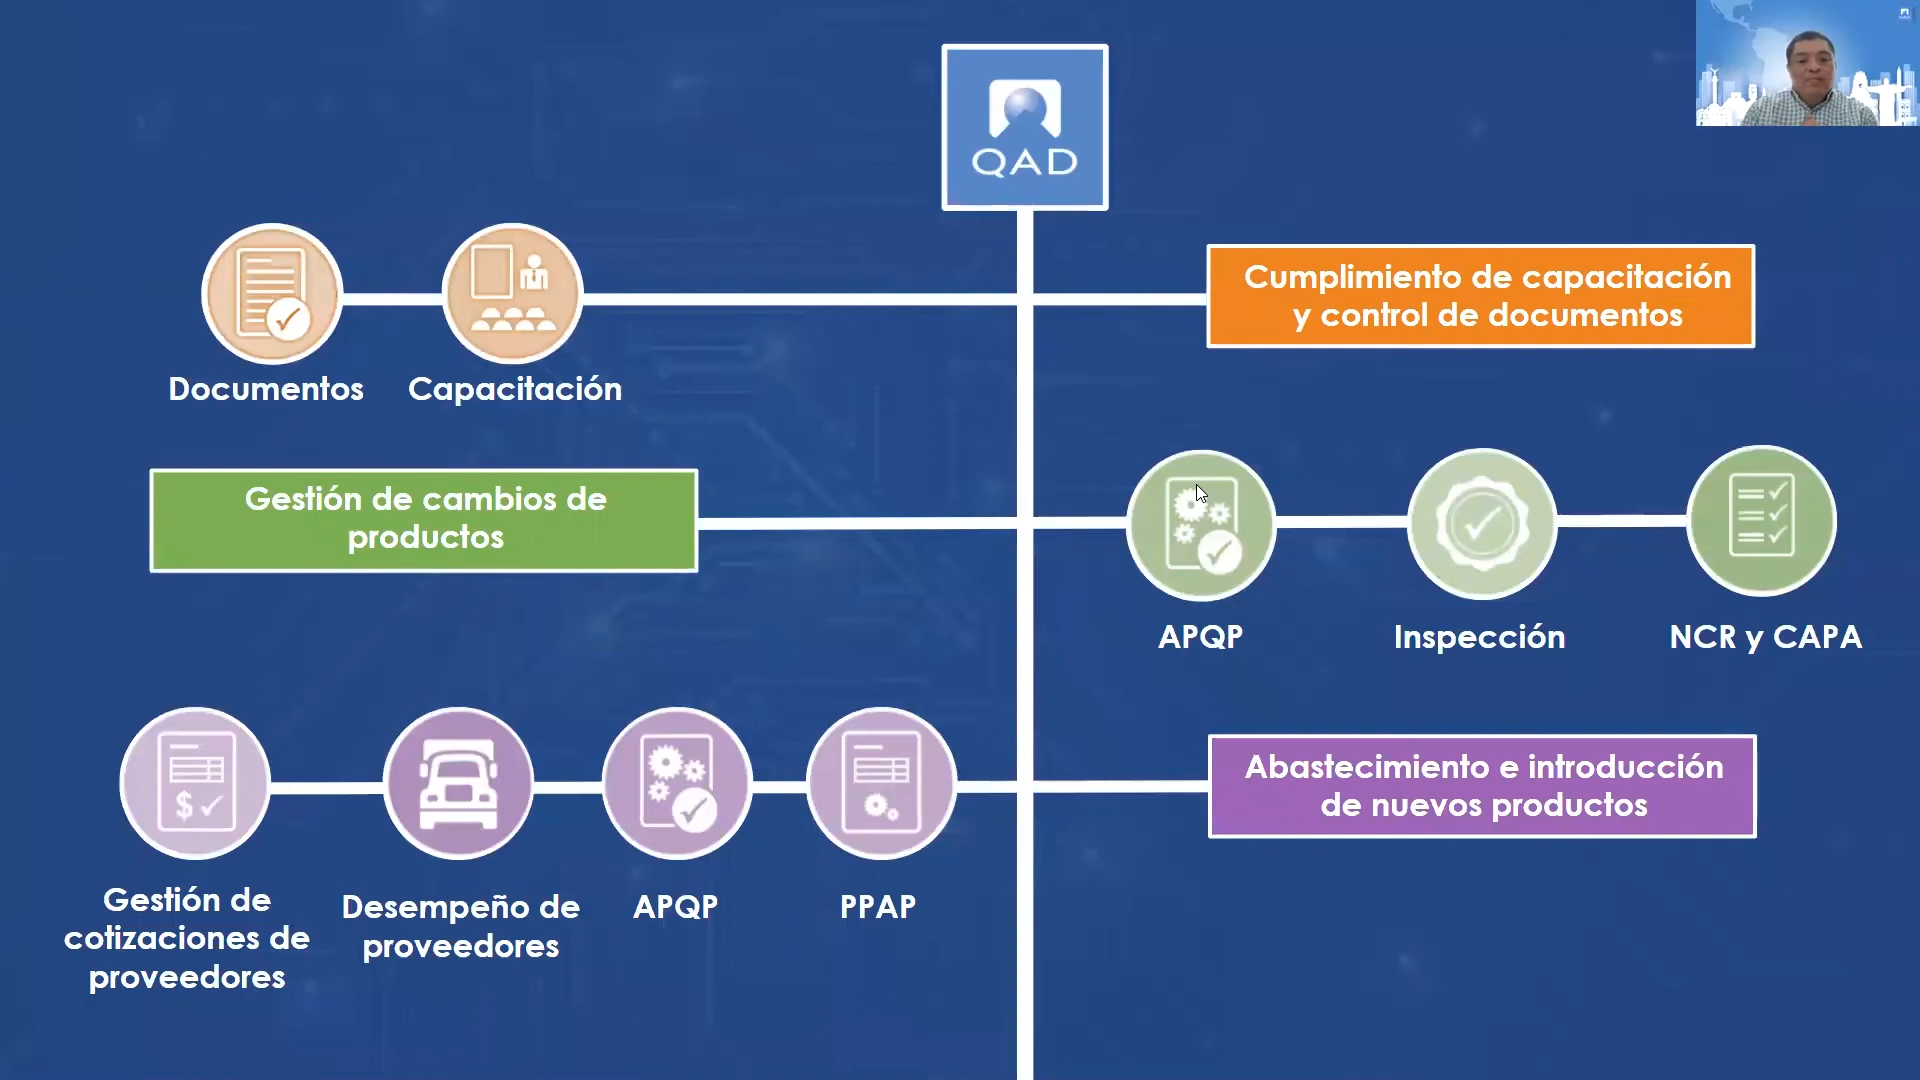 QAD
Cumplimiento de capacitación
y control de documentos
Documentos
Capacitación
Gestión de cambios de
productos
APQP
Inspección
NCR y CAPA
Abastecimiento e introducción
de nuevos productos
Gestión de
cotizaciones de
proveedores
Desempeño de
proveedores
APQP
PPAP